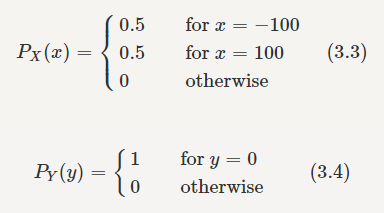 0.5 for x = −100
P_X(x) = { 0.5 for x = 100 (3.3)
0 otherwise
1 for y = 0
P_Y(y) = { (3.4)
0 otherwise